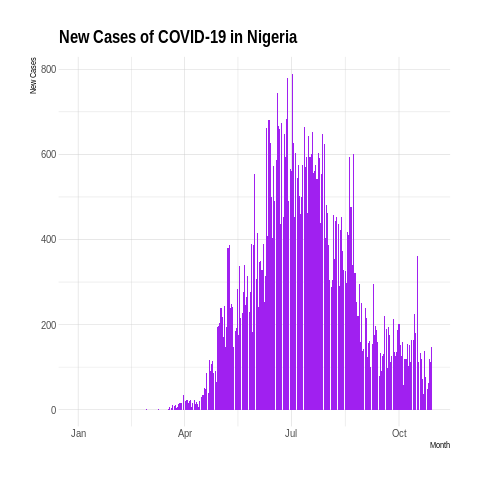 New Cases of COVID-19 in Nigeria
New Cases
800
600
400
200
0
Jan Apr Jul Oct
Month